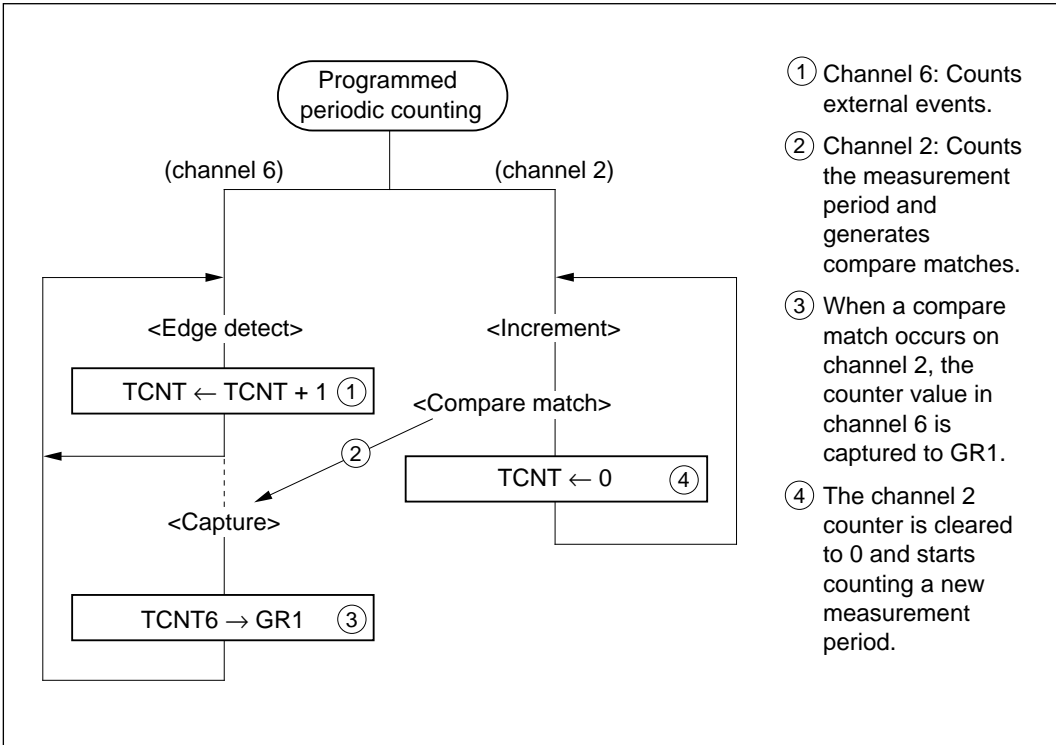 Programmed
periodic counting
(channel 6)
(channel 2)
<Edge detect>
<Increment>
TCNT ← TCNT + 1 ①
<Compare match>
②
TCNT ← 0 ④
<Capture>
TCNT6 → GR1 ③
① Channel 6: Counts
external events.
② Channel 2: Counts
the measurement
period and
generates
compare matches.
③ When a compare
match occurs on
channel 2, the
counter value in
channel 6 is
captured to GR1.
④ The channel 2
counter is cleared
to 0 and starts
counting a new
measurement
period.